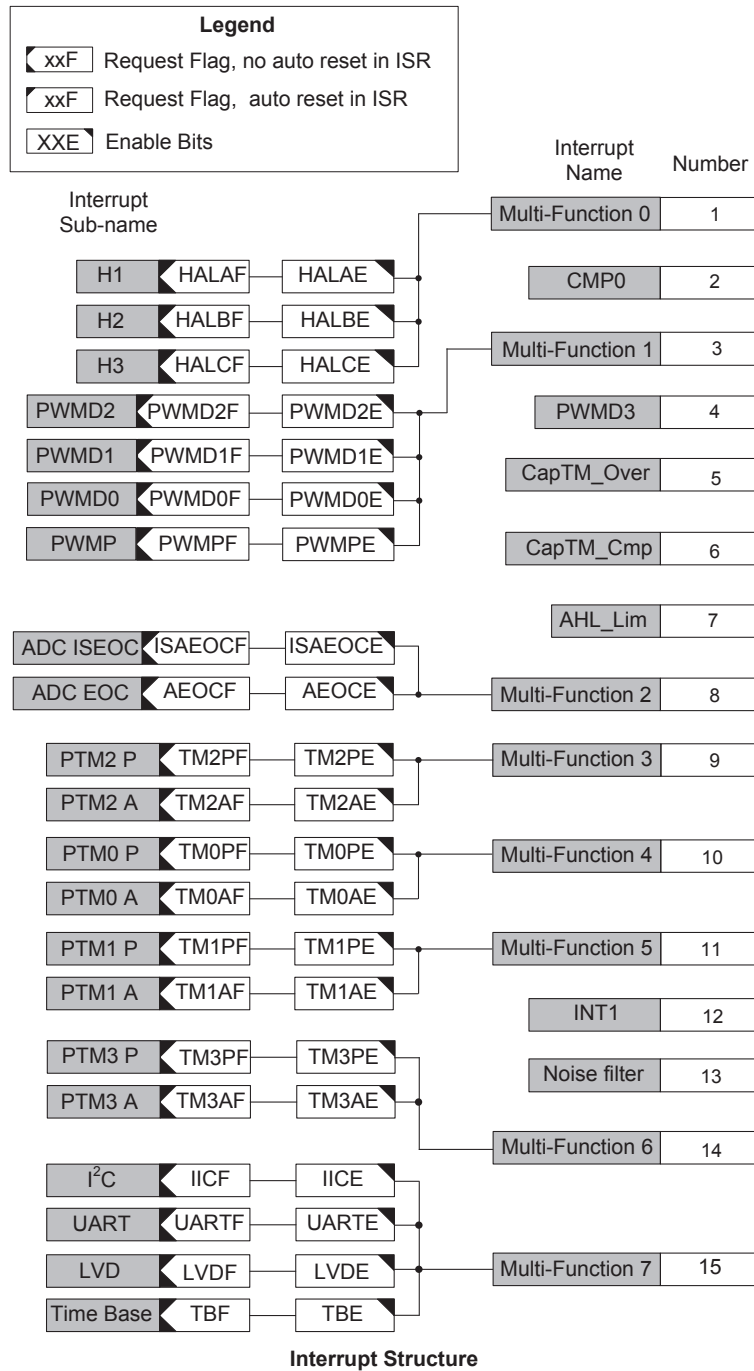 Legend
xxF Request Flag, no auto reset in ISR
xxF Request Flag, auto reset in ISR
XXE Enable Bits
Interrupt Name Number
Interrupt Sub-name
Multi-Function 0 1
H1 HALAF HALAE
CMP0 2
H2 HALBF HALBE
H3 HALCF HALCE
Multi-Function 1 3
PWMD2 PWMD2F PWMD2E
PWMD3 4
PWMD1 PWMD1F PWMD1E
CapTM_Over 5
PWMD0 PWMD0F PWMD0E
PWMP PWMPF PWMPE
CapTM_Cmp 6
AHL_Lim 7
ADC ISEOC ISAEOCF ISAEOCE
ADC EOC AEOCF AEOCE
Multi-Function 2 8
PTM2 P TM2PF TM2PE
Multi-Function 3 9
PTM2 A TM2AF TM2AE
PTM0 P TM0PF TM0PE
Multi-Function 4 10
PTM0 A TM0AF TM0AE
PTM1 P TM1PF TM1PE
Multi-Function 5 11
PTM1 A TM1AF TM1AE
INT1 12
PTM3 P TM3PF TM3PE
Noise filter 13
PTM3 A TM3AF TM3AE
Multi-Function 6 14
I²C IICF IICE
UART UARTF UARTE
LVD LVDF LVDE
Multi-Function 7 15
Time Base TBF TBE
Interrupt Structure